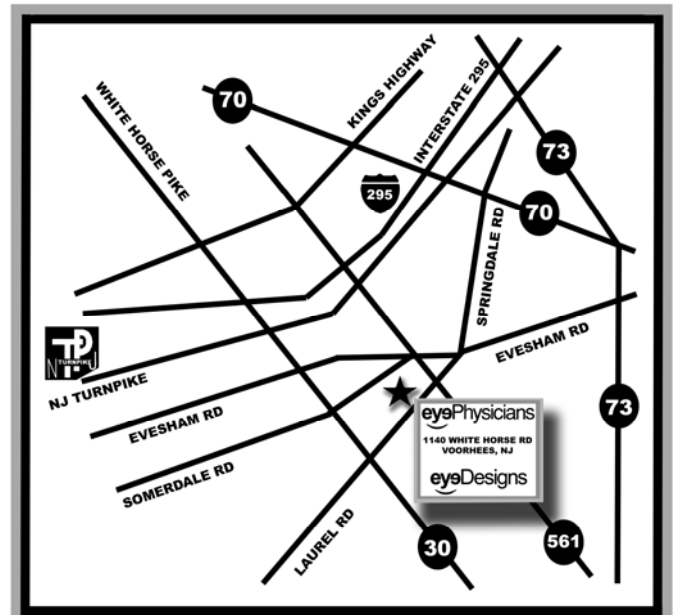 WHITE HORSE PIKE
70
KINGS HIGHWAY
INTERSTATE 295
73
295
70
SPRINGDALE RD
EVESHAM RD
NJ
TP
TURNPIKE
NJ TURNPIKE
EVESHAM RD
SOMERDALE RD
73
eyePhysicians
1140 WHITE HORSE RD
VOORHEES, NJ
eyeDesigns
LAUREL RD
30
561